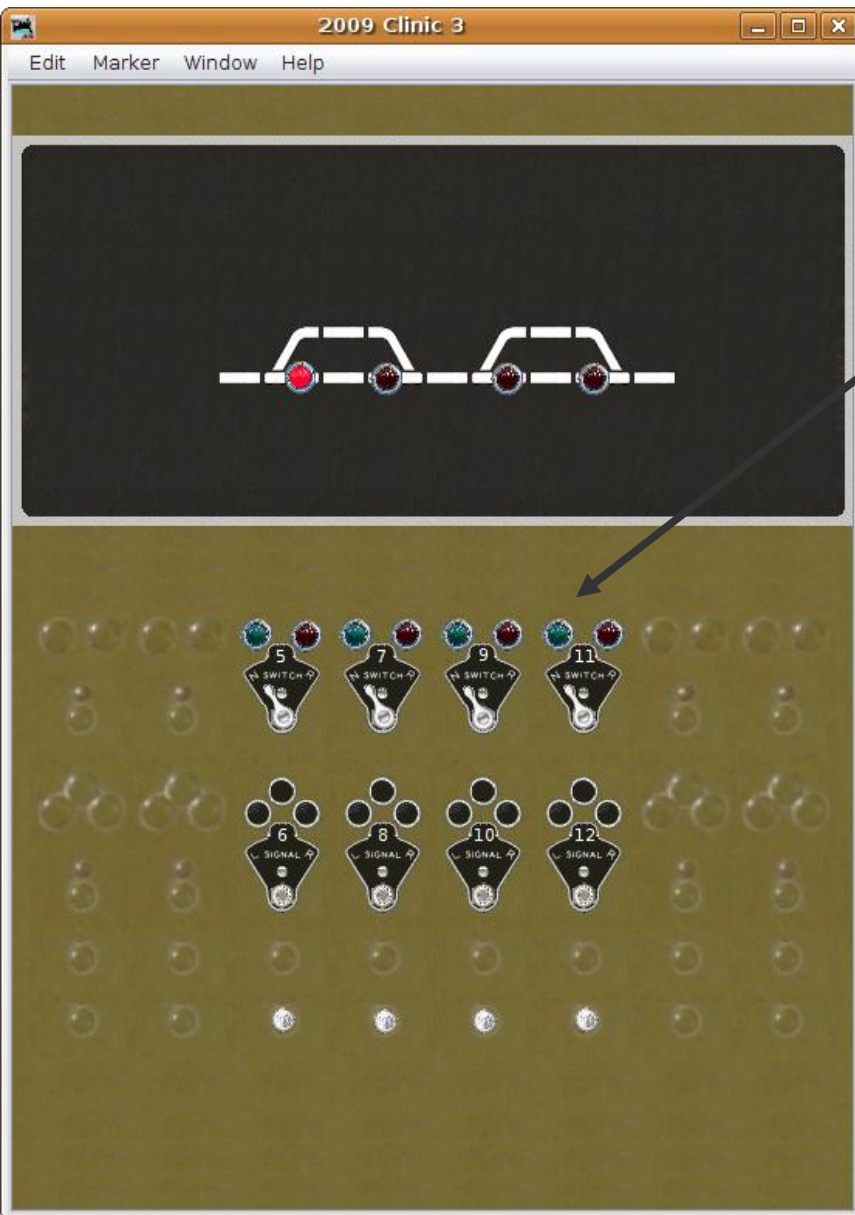 2009 Clinic 3
Edit Marker Window Help
5 7 9 11
N SWITCH R N SWITCH R N SWITCH R N SWITCH R
6 8 10 12
L SIGNAL R L SIGNAL R L SIGNAL R L SIGNAL R